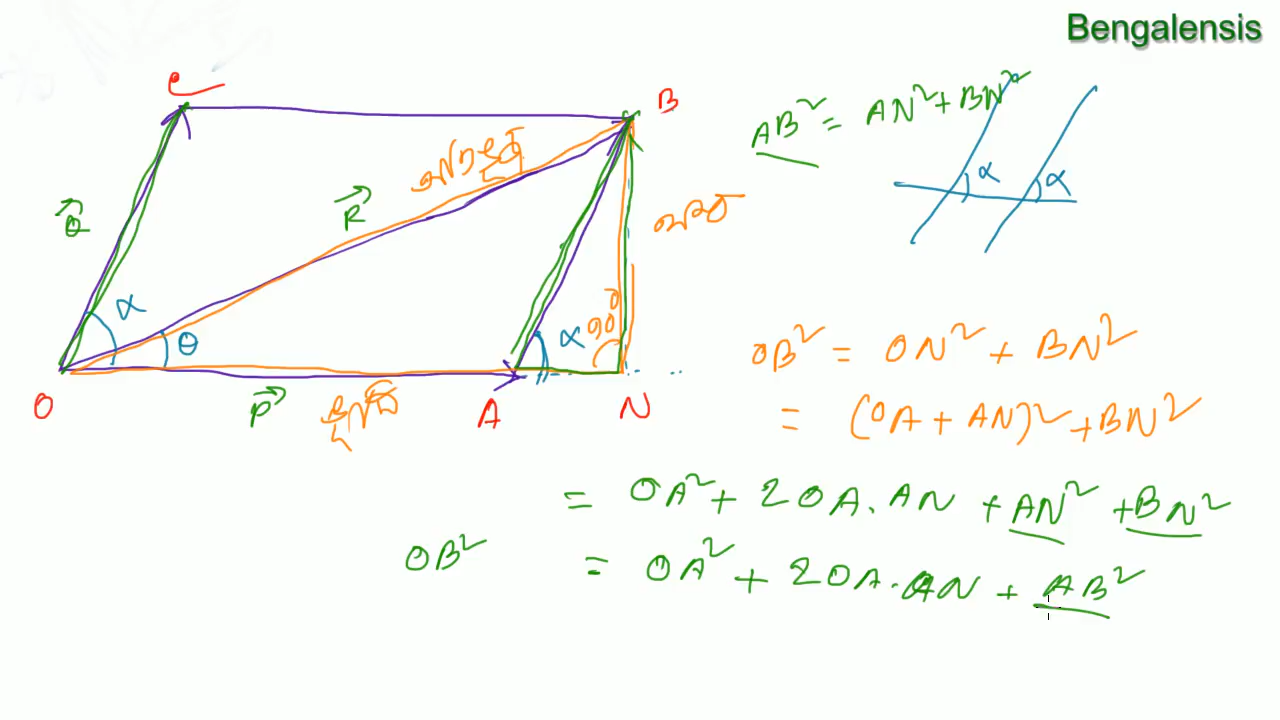 Bengalensis
C
B
AB² = AN² + BN²
α
α
অতিভুজ
Q⃗
R⃗
লম্ব
α
θ
α
90°
O
P⃗
ভূমি
A
N
OB² = ON² + BN²
= (OA + AN)² + BN²
= OA² + 2OA.AN + AN² + BN²
OB² = OA² + 2OA.AN + AB²